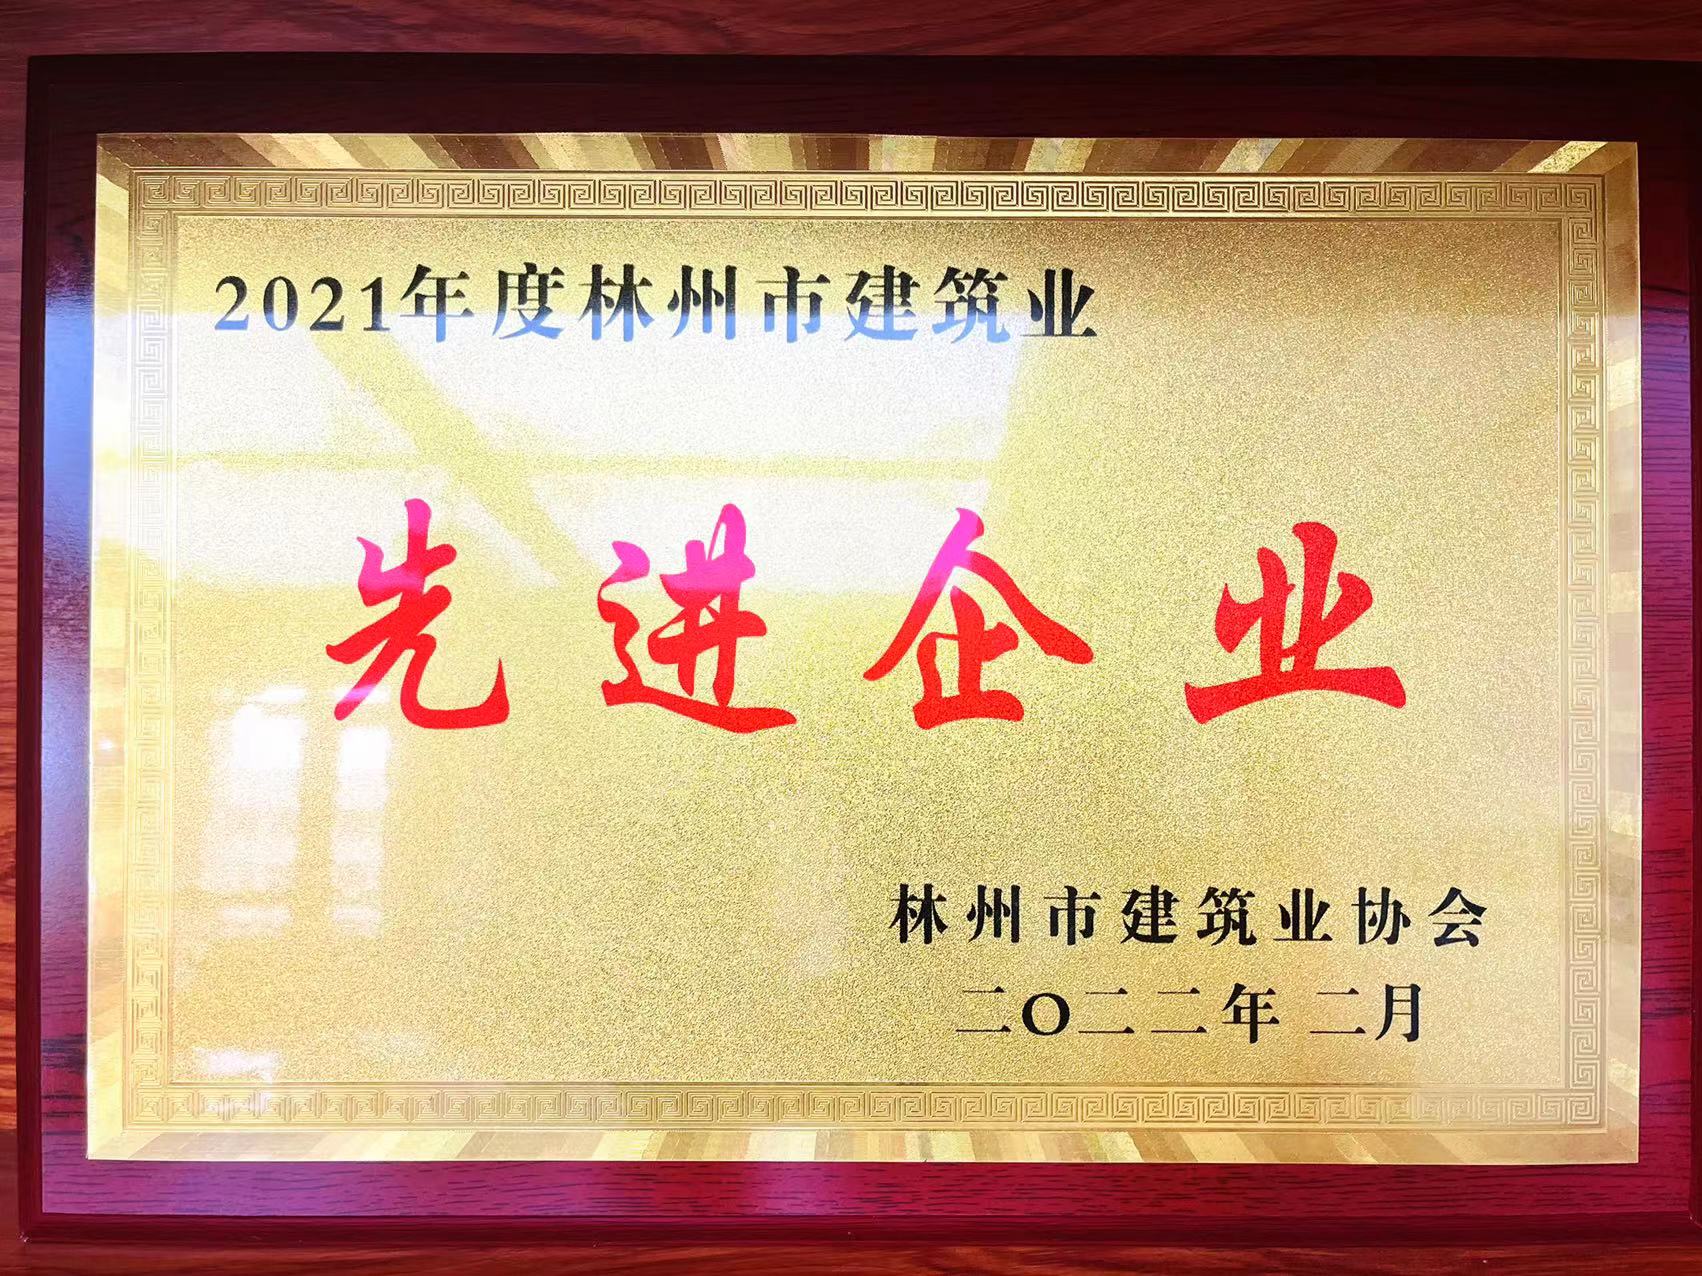 2021年度林州市建筑业
先进企业
林州市建筑业协会
二〇二二年 二月